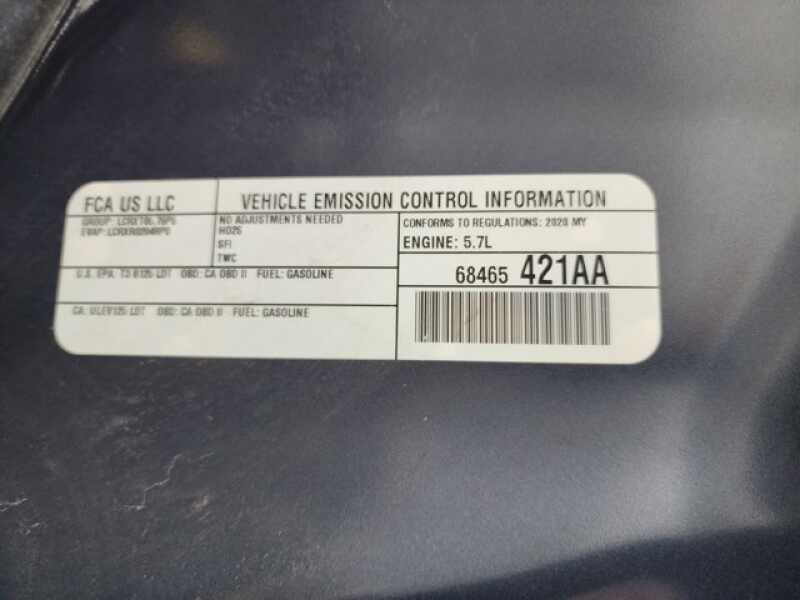 FCA US LLC
VEHICLE EMISSION CONTROL INFORMATION
GROUP:
EVAP:
NO ADJUSTMENTS NEEDED
HO2S
SFI
TWC
CONFORMS TO REGULATIONS: 2020 MY
ENGINE: 5.7L
U.S. EPA: T3 B125 LDT OBD: CA OBD II FUEL: GASOLINE
CA: ULEV125 LDT OBD: CA OBD II FUEL: GASOLINE
68465 421AA